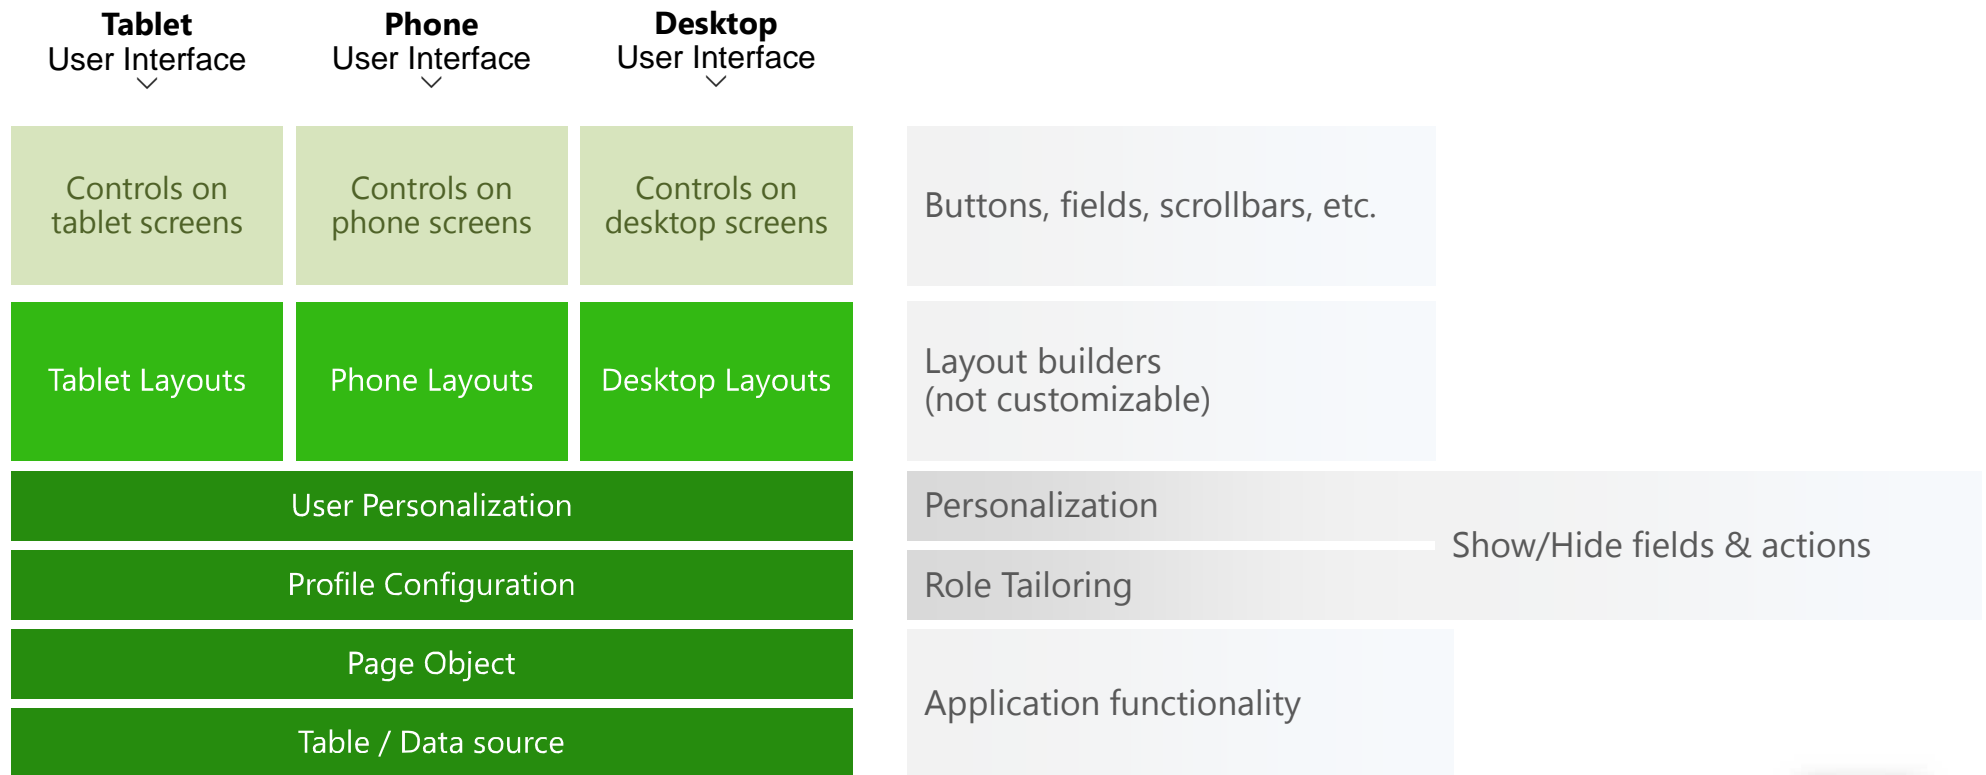 Tablet
User Interface
Phone
User Interface
Desktop
User Interface
Controls on
tablet screens
Controls on
phone screens
Controls on
desktop screens
Buttons, fields, scrollbars, etc.
Tablet Layouts
Phone Layouts
Desktop Layouts
Layout builders
(not customizable)
User Personalization
Personalization
Show/Hide fields & actions
Profile Configuration
Role Tailoring
Page Object
Application functionality
Table / Data source